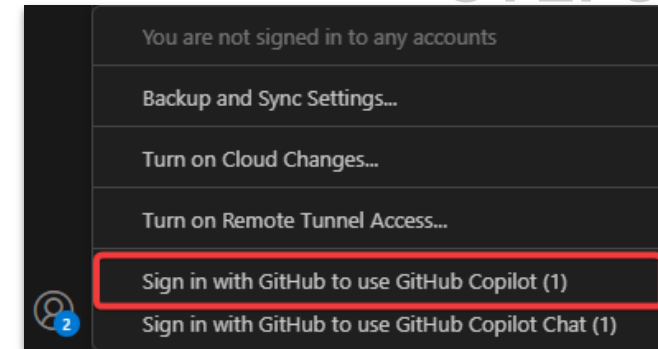 You are not signed in to any accounts
Backup and Sync Settings...
Turn on Cloud Changes...
Turn on Remote Tunnel Access...
Sign in with GitHub to use GitHub Copilot (1)
2
Sign in with GitHub to use GitHub Copilot Chat (1)